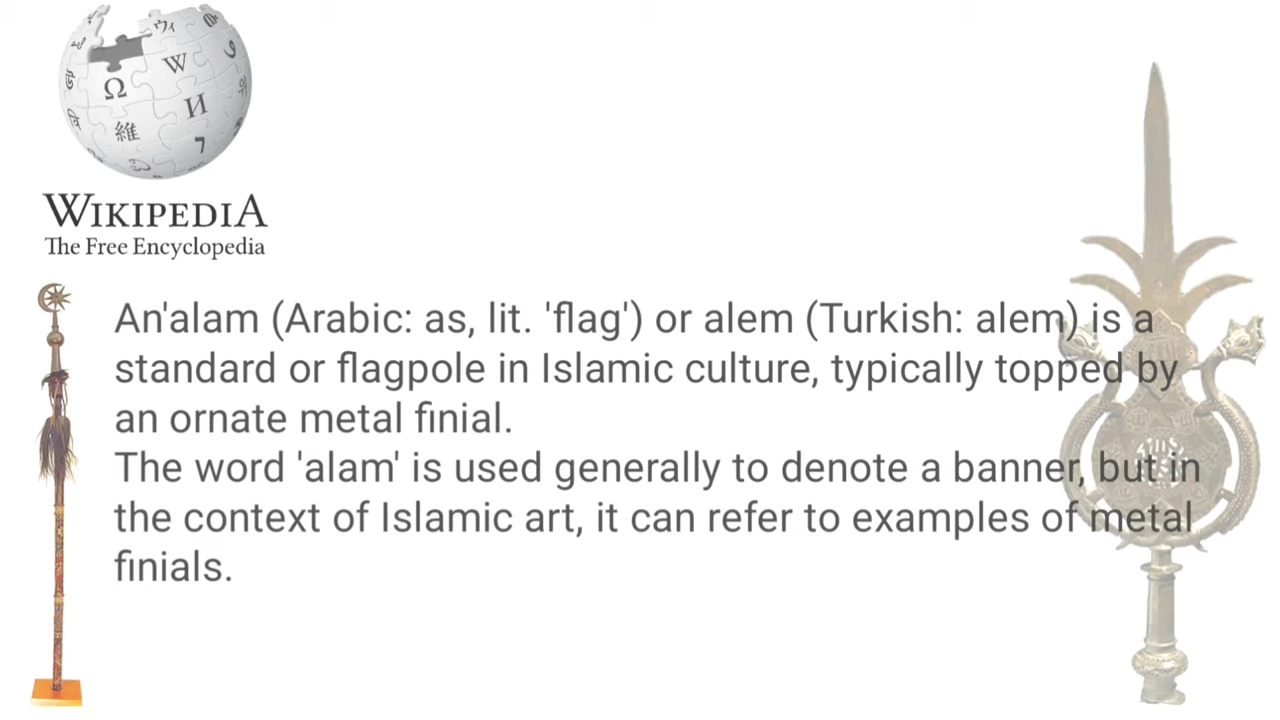 WIKIPEDIA
The Free Encyclopedia
An'alam (Arabic: as, lit. 'flag') or alem (Turkish: alem) is a
standard or flagpole in Islamic culture, typically topped by
an ornate metal finial.
The word 'alam' is used generally to denote a banner, but in
the context of Islamic art, it can refer to examples of metal
finials.